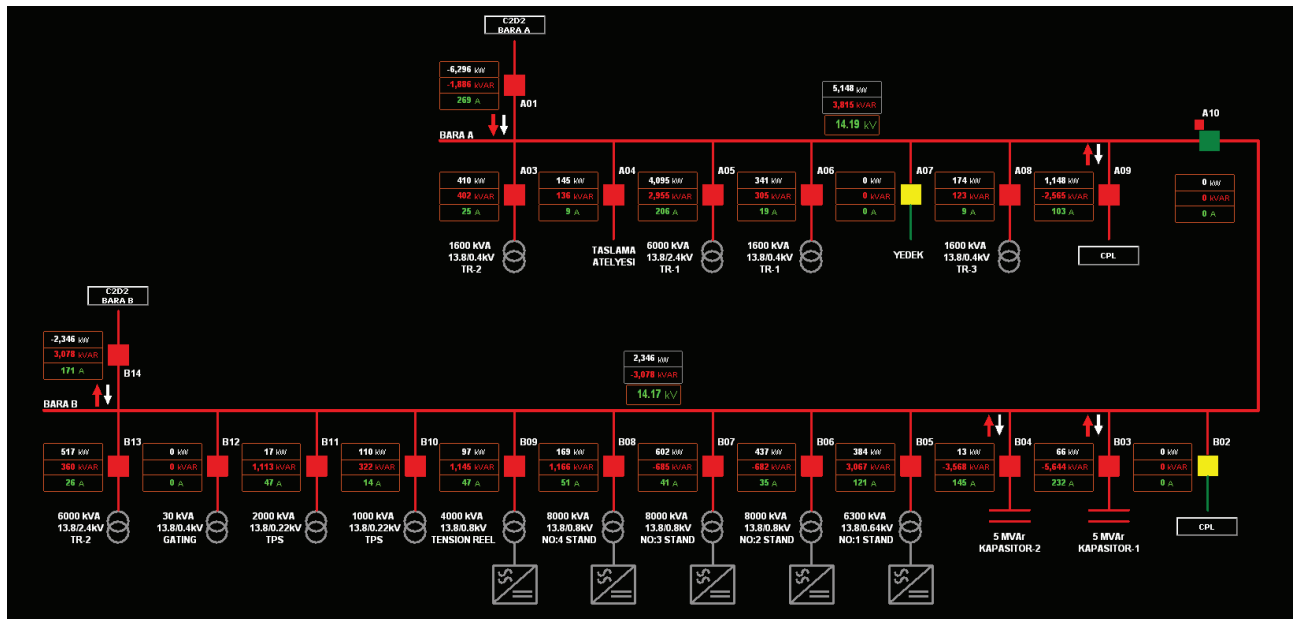 C2D2
BARA A
-6,296 kW
-1,886 kVAR
269 A
A01
5,148 kW
3,815 kVAR
14.19 kV
A10
BARA A
410 kW
402 kVAR
25 A
A03
145 kW
136 kVAR
9 A
A04
4,095 kW
2,955 kVAR
206 A
A05
341 kW
305 kVAR
19 A
A06
0 kW
0 kVAR
0 A
A07
174 kW
123 kVAR
9 A
A08
1,148 kW
-2,565 kVAR
103 A
A09
0 kW
0 kVAR
0 A
1600 kVA
13.8/0.4kV
TR-2
TASLAMA
ATELYESI
6000 kVA
13.8/2.4kV
TR-1
1600 kVA
13.8/0.4kV
TR-1
YEDEK
1600 kVA
13.8/0.4kV
TR-3
CPL
C2D2
BARA B
-2,346 kW
3,078 kVAR
171 A
B14
2,346 kW
-3,078 kVAR
14.17 kV
BARA B
517 kW
360 kVAR
26 A
B13
0 kW
0 kVAR
0 A
B12
17 kW
1,113 kVAR
47 A
B11
110 kW
322 kVAR
14 A
B10
97 kW
1,145 kVAR
47 A
B09
169 kW
1,166 kVAR
51 A
B08
602 kW
-685 kVAR
41 A
B07
437 kW
-682 kVAR
35 A
B06
384 kW
3,067 kVAR
121 A
B05
13 kW
-3,568 kVAR
145 A
B04
66 kW
-5,644 kVAR
232 A
B03
0 kW
0 kVAR
0 A
B02
6000 kVA
13.8/2.4kV
TR-2
30 kVA
13.8/0.4kV
GATING
2000 kVA
13.8/0.22kV
TPS
1000 kVA
13.8/0.22kV
TPS
4000 kVA
13.8/0.8kV
TENSION REEL
8000 kVA
13.8/0.8kV
NO:4 STAND
8000 kVA
13.8/0.8kV
NO:3 STAND
8000 kVA
13.8/0.8kV
NO:2 STAND
6300 kVA
13.8/0.64kV
NO:1 STAND
5 MVAr
KAPASITOR-2
5 MVAr
KAPASITOR-1
CPL